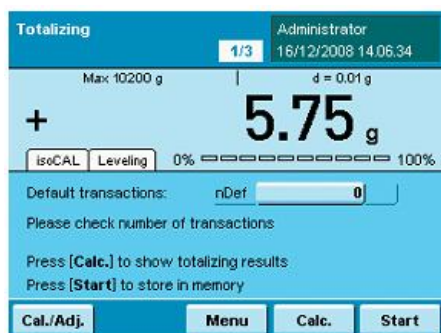 Totalizing
Administrator
1/3
16/12/2008 14.06.34
Max 10200 g
d = 0.01 g
+ 5.75 g
isoCAL Leveling 0% 100%
Default transactions: nDef 0
Please check number of transactions
Press [Calc.] to show totalizing results
Press [Start] to store in memory
Cal./Adj. Menu Calc. Start